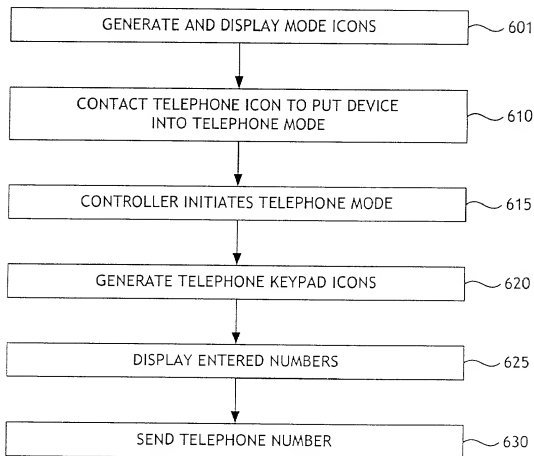 GENERATE AND DISPLAY MODE ICONS
601
CONTACT TELEPHONE ICON TO PUT DEVICE
INTO TELEPHONE MODE
610
CONTROLLER INITIATES TELEPHONE MODE
615
GENERATE TELEPHONE KEYPAD ICONS
620
DISPLAY ENTERED NUMBERS
625
SEND TELEPHONE NUMBER
630